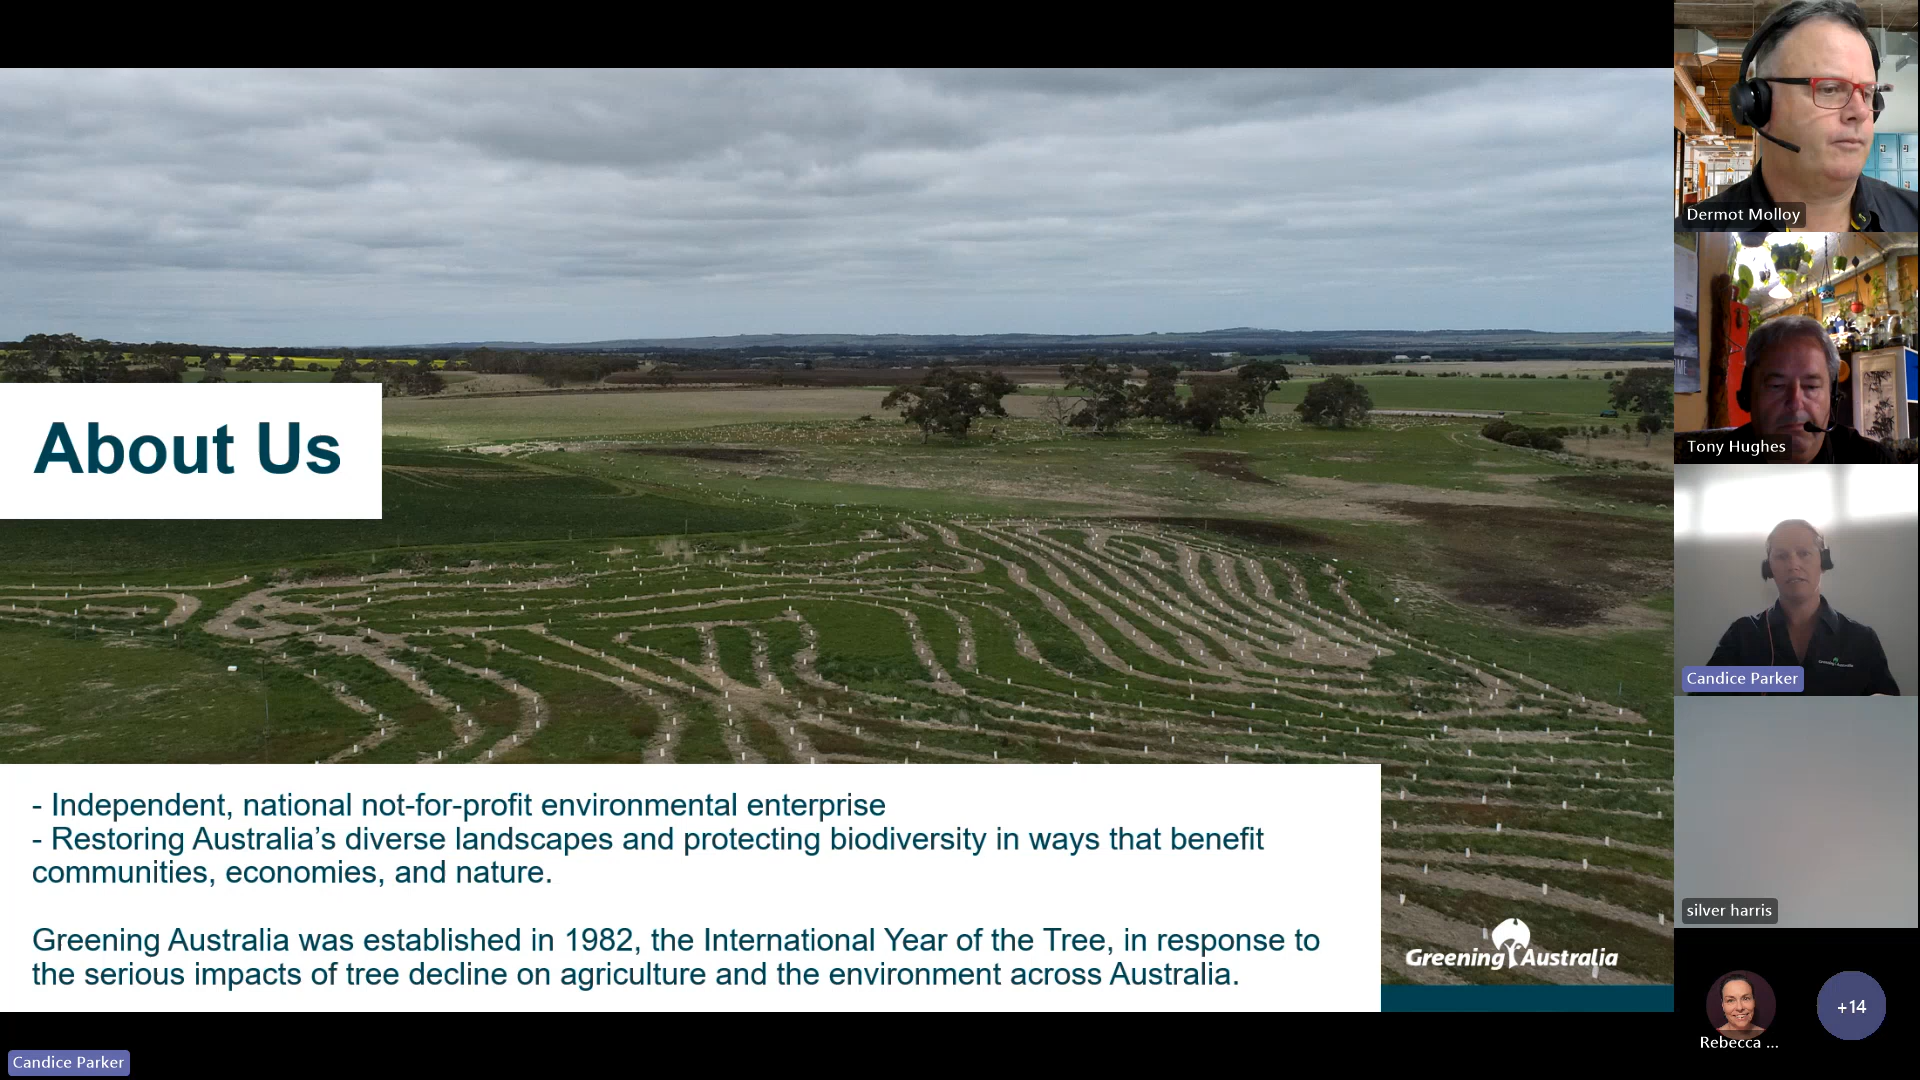 About Us
- Independent, national not-for-profit environmental enterprise
- Restoring Australia’s diverse landscapes and protecting biodiversity in ways that benefit
communities, economies, and nature.
Greening Australia was established in 1982, the International Year of the Tree, in response to
the serious impacts of tree decline on agriculture and the environment across Australia.
Greening Australia
Candice Parker
Dermot Molloy
Tony Hughes
Candice Parker
silver harris
Rebecca ...
+14